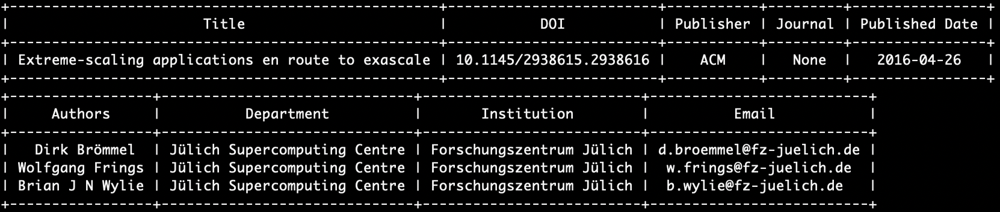 +---------------------------------------------------+-------------------------+-----------+---------+----------------+
|                       Title                       |           DOI           | Publisher | Journal | Published Date |
+---------------------------------------------------+-------------------------+-----------+---------+----------------+
| Extreme-scaling applications en route to exascale | 10.1145/2938615.2938616 |    ACM    |   None  |   2016-04-26   |
+---------------------------------------------------+-------------------------+-----------+---------+----------------+
+-----------------+------------------------------+--------------------------+--------------------------+
|     Authors     |          Department          |       Institution        |          Email           |
+-----------------+------------------------------+--------------------------+--------------------------+
|   Dirk Brömmel  | Jülich Supercomputing Centre | Forschungszentrum Jülich | d.broemmel@fz-juelich.de |
| Wolfgang Frings | Jülich Supercomputing Centre | Forschungszentrum Jülich |  w.frings@fz-juelich.de  |
| Brian J N Wylie | Jülich Supercomputing Centre | Forschungszentrum Jülich |  b.wylie@fz-juelich.de   |
+-----------------+------------------------------+--------------------------+--------------------------+